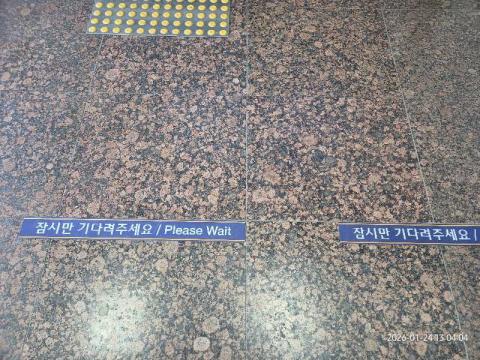 잠시만 기다려주세요 / Please Wait
잠시만 기다려주세요 /
2026-01-24 13:04:04